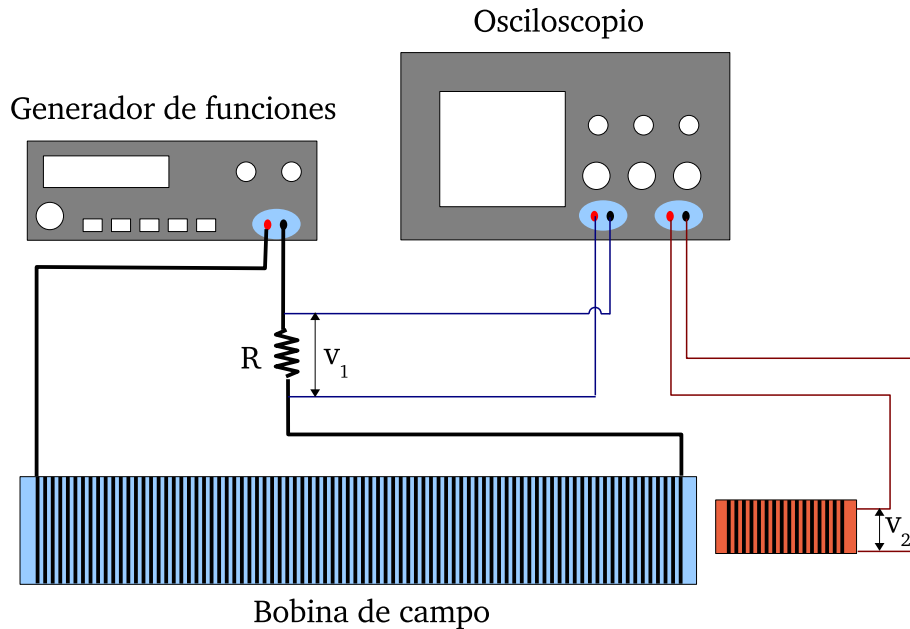 Osciloscopio
Generador de funciones
R
v1
v2
Bobina de campo